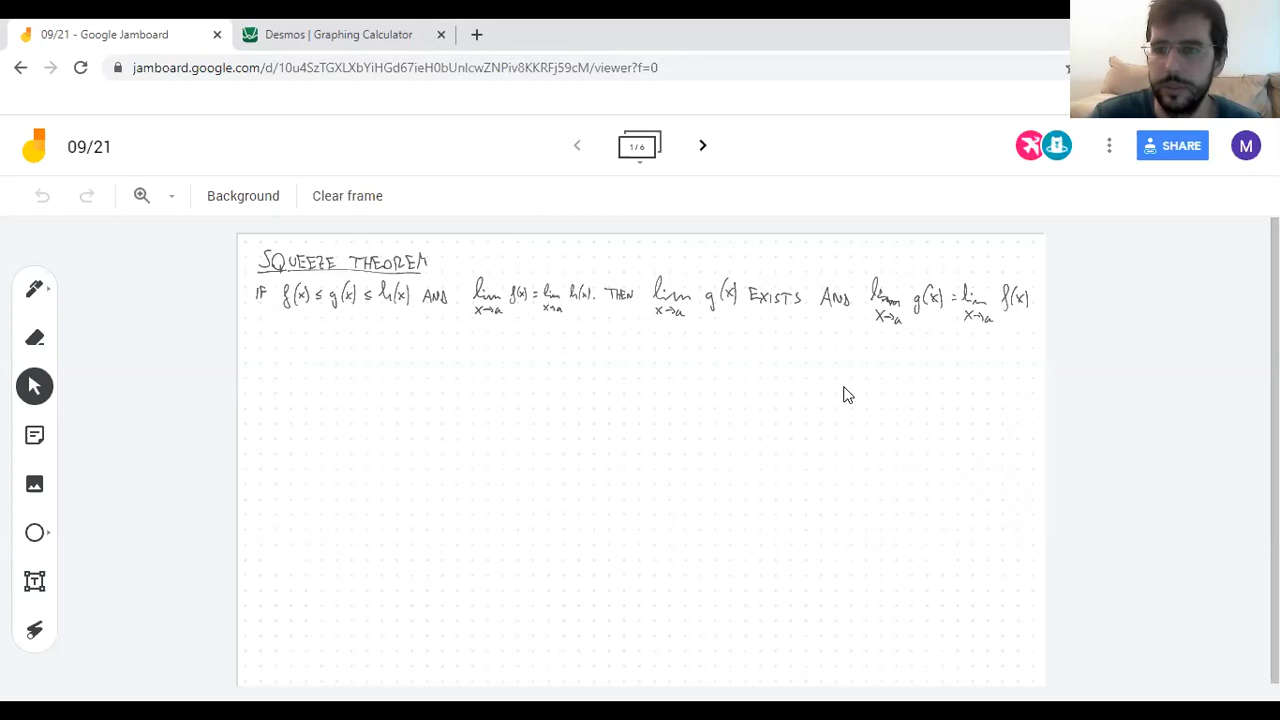 09/21 - Google Jamboard
Desmos | Graphing Calculator
jamboard.google.com/d/10u4SzTGXLXbYiHGd67ieH0bUnIcwZNPiv8KKRFj59cM/viewer?f=0
09/21
1/6
SHARE
M
Background
Clear frame
SQUEEZE THEOREM
IF f(x) ≤ g(x) ≤ h(x) AND lim x→a f(x) = lim x→a h(x). THEN lim x→a g(x) EXISTS AND lim x→a g(x) = lim x→a f(x)